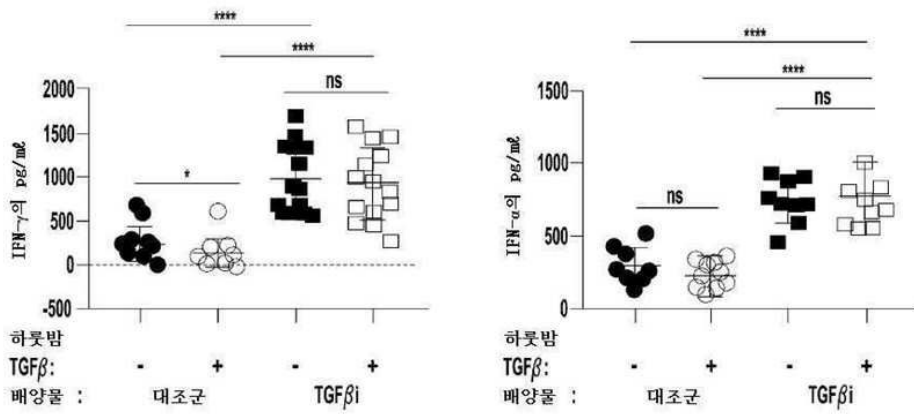 ****
****
ns
*
2000
1500
1000
500
0
-500
IFN-γ의 pg/㎖
하룻밤
TGFβ: - + - +
배양물 : 대조군 TGFβi
****
****
ns
ns
1500
1000
500
0
IFN-α의 pg/㎖
하룻밤
TGFβ: - + - +
배양물 : 대조군 TGFβi